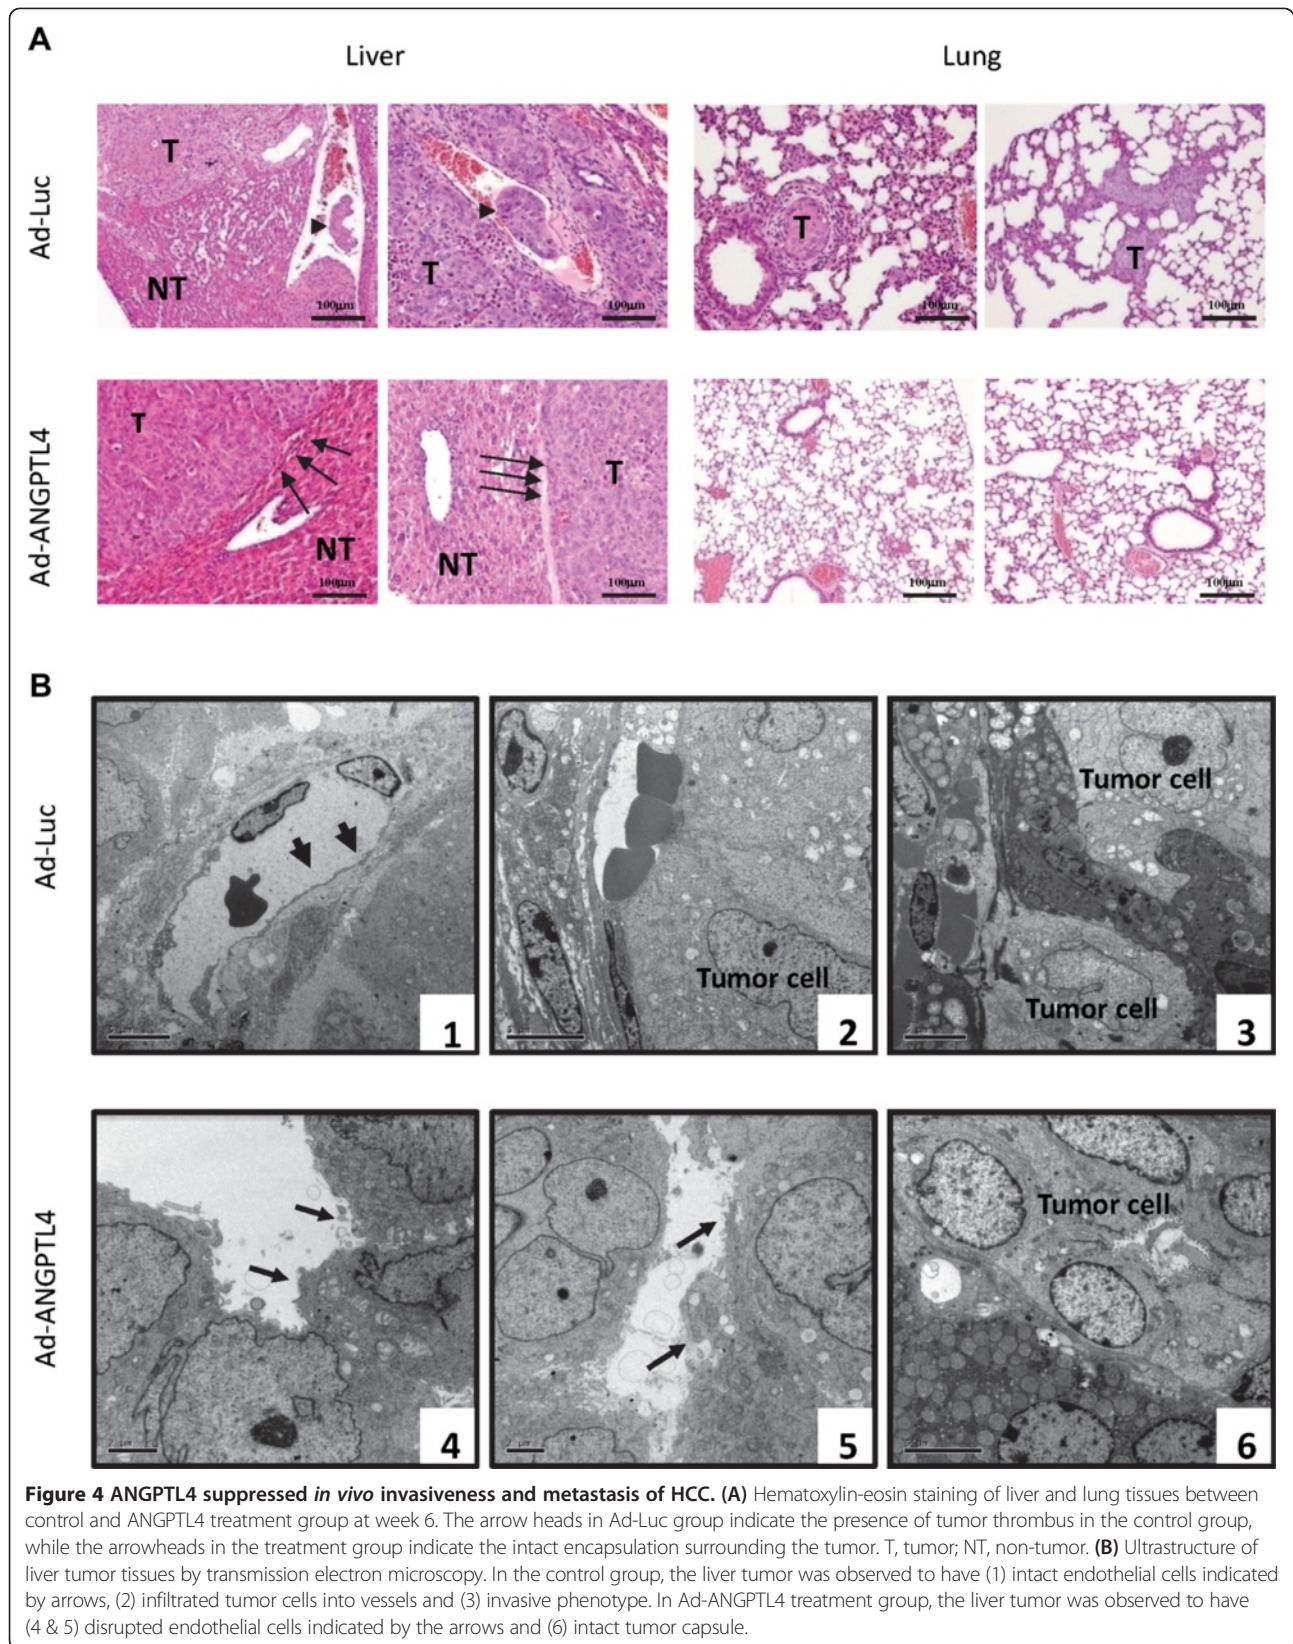 A
Liver Lung
Ad-Luc
T NT 100µm
T 100µm
T 100µm
T 100µm
Ad-ANGPTL4
T NT 100µm
NT T 100µm
100µm
100µm
B
Ad-Luc
1
Tumor cell 2
Tumor cell Tumor cell 3
Ad-ANGPTL4
4
5
Tumor cell 6
Figure 4 ANGPTL4 suppressed in vivo invasiveness and metastasis of HCC. (A) Hematoxylin-eosin staining of liver and lung tissues between
control and ANGPTL4 treatment group at week 6. The arrow heads in Ad-Luc group indicate the presence of tumor thrombus in the control group,
while the arrowheads in the treatment group indicate the intact encapsulation surrounding the tumor. T, tumor; NT, non-tumor. (B) Ultrastructure of
liver tumor tissues by transmission electron microscopy. In the control group, the liver tumor was observed to have (1) intact endothelial cells indicated
by arrows, (2) infiltrated tumor cells into vessels and (3) invasive phenotype. In Ad-ANGPTL4 treatment group, the liver tumor was observed to have
(4 & 5) disrupted endothelial cells indicated by the arrows and (6) intact tumor capsule.